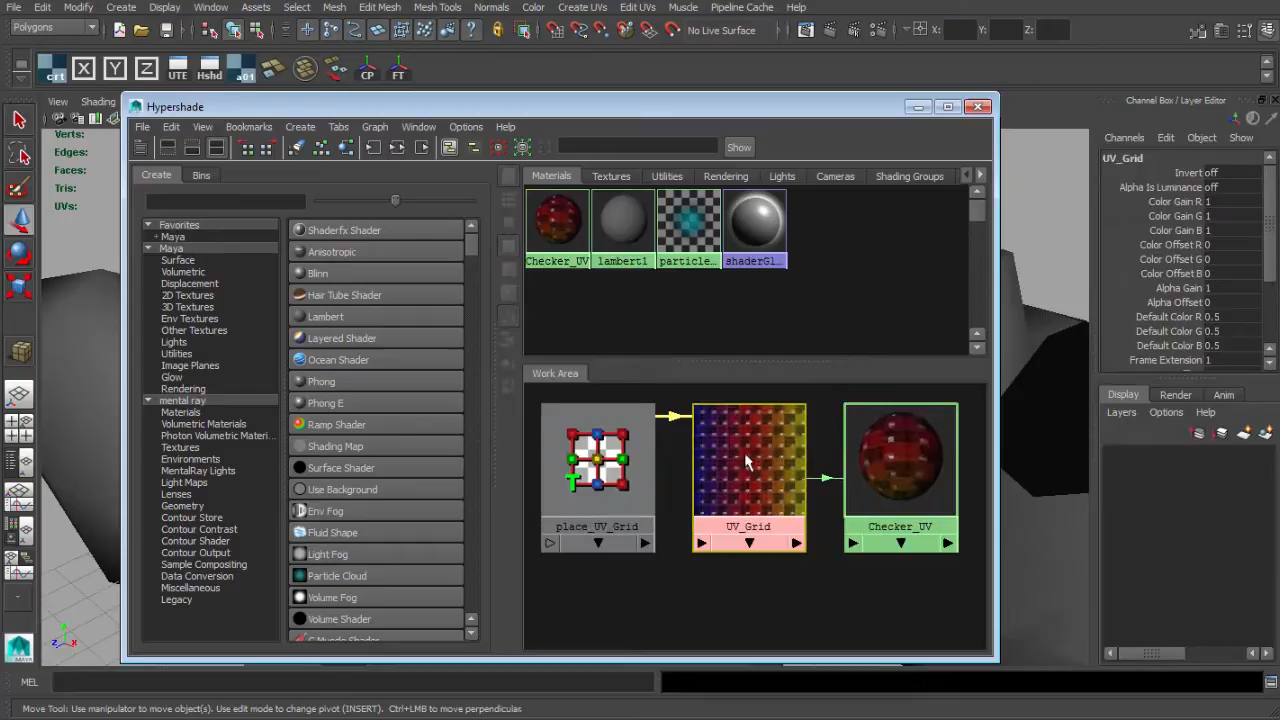 File Modify Edit Create Display Window Assets Select Mesh Edit Mesh Mesh Tools Normals Color Create UVs Edit UVs Muscle Pipeline Cache Help
Polygons No Live Surface X: Y: Z:
crt X Y Z UTE Hshd a01 CP FT
View Shading
Verts:
Edges:
Faces:
Tris:
UVs:
Hypershade
File Edit View Bookmarks Create Tabs Graph Window Options Help
Show
Create Bins
Favorites
Maya
Maya
Surface
Volumetric
Displacement
2D Textures
3D Textures
Env Textures
Other Textures
Lights
Utilities
Image Planes
Glow
Rendering
mental ray
Materials
Volumetric Materials
Photon Volumetric Materi...
Textures
Environments
MentalRay Lights
Light Maps
Lenses
Geometry
Contour Store
Contour Contrast
Contour Shader
Contour Output
Sample Compositing
Data Conversion
Miscellaneous
Legacy
Shaderfx Shader
Anisotropic
Blinn
Hair Tube Shader
Lambert
Layered Shader
Ocean Shader
Phong
Phong E
Ramp Shader
Shading Map
Surface Shader
Use Background
Env Fog
Fluid Shape
Light Fog
Particle Cloud
Volume Fog
Volume Shader
C Muscle Shader
Materials Textures Utilities Rendering Lights Cameras Shading Groups
Checker_UV lambert1 particle... shaderGl...
Work Area
T
place_UV_Grid UV_Grid Checker_UV
Channel Box / Layer Editor
Channels Edit Object Show
UV_Grid
Invert off
Alpha Is Luminance off
Color Gain R 1
Color Gain G 1
Color Gain B 1
Color Offset R 0
Color Offset G 0
Color Offset B 0
Alpha Gain 1
Alpha Offset 0
Default Color R 0.5
Default Color G 0.5
Default Color B 0.5
Frame Extension 1
Display Render Anim
Layers Options Help
y
z x
MEL
Move Tool: Use manipulator to move object(s). Use edit mode to change pivot (INSERT). Ctrl+LMB to move perpendiculars